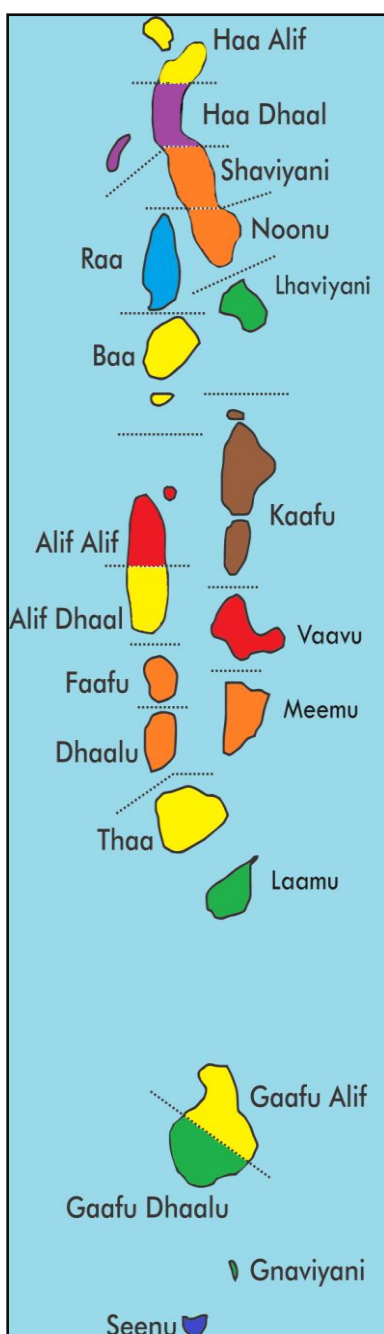 Haa Alif
Haa Dhaal
Shaviyani
Noonu
Raa
Lhaviyani
Baa
Kaafu
Alif Alif
Alif Dhaal
Vaavu
Faafu
Meemu
Dhaalu
Thaa
Laamu
Gaafu Alif
Gaafu Dhaalu
Gnaviyani
Seenu